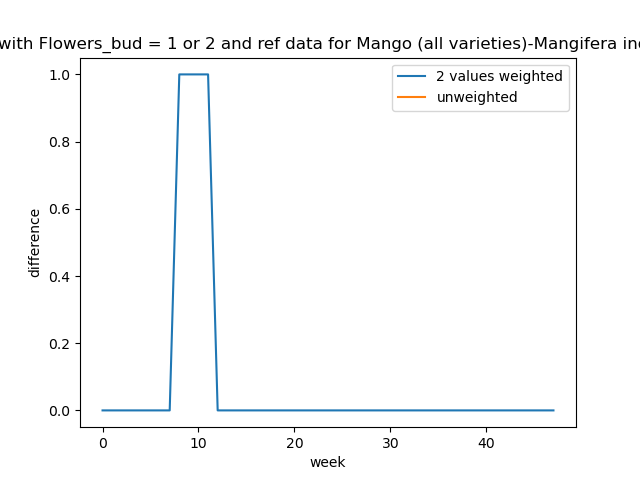 with Flowers_bud = 1 or 2 and ref data for Mango (all varieties)-Mangifera
1.0
2 values weighted
unweighted
0.8
0.6
difference
0.4
0.2
0.0
0 10 20 30 40
week